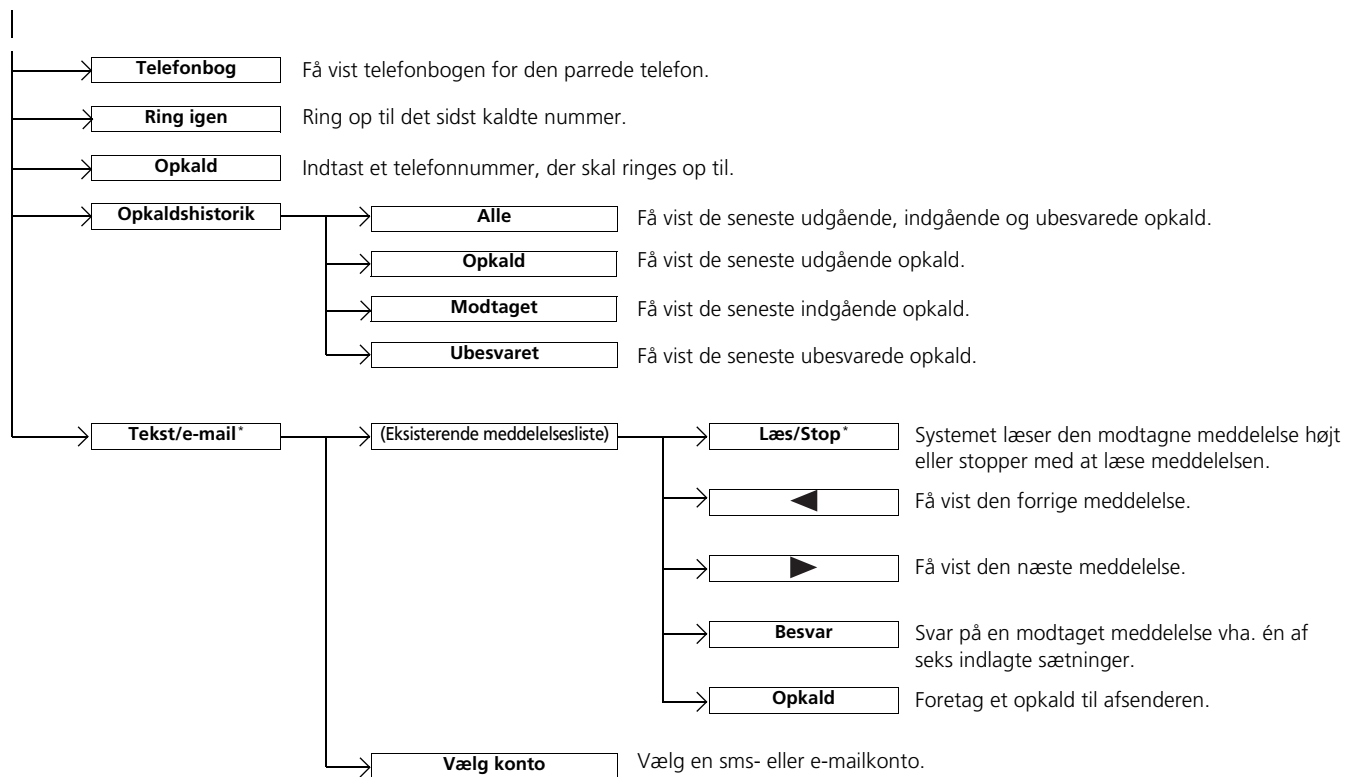 Telefonbog Få vist telefonbogen for den parrede telefon.
Ring igen Ring op til det sidst kaldte nummer.
Opkald Indtast et telefonnummer, der skal ringes op til.
Opkaldshistorik Alle Få vist de seneste udgående, indgående og ubesvarede opkald.
Opkald Få vist de seneste udgående opkald.
Modtaget Få vist de seneste indgående opkald.
Ubesvaret Få vist de seneste ubesvarede opkald.
Tekst/e-mail* (Eksisterende meddelelsesliste) Læs/Stop* Systemet læser den modtagne meddelelse højt
eller stopper med at læse meddelelsen.
Få vist den forrige meddelelse.
Få vist den næste meddelelse.
Besvar Svar på en modtaget meddelelse vha. én af
seks indlagte sætninger.
Opkald Foretag et opkald til afsenderen.
Vælg konto Vælg en sms- eller e-mailkonto.